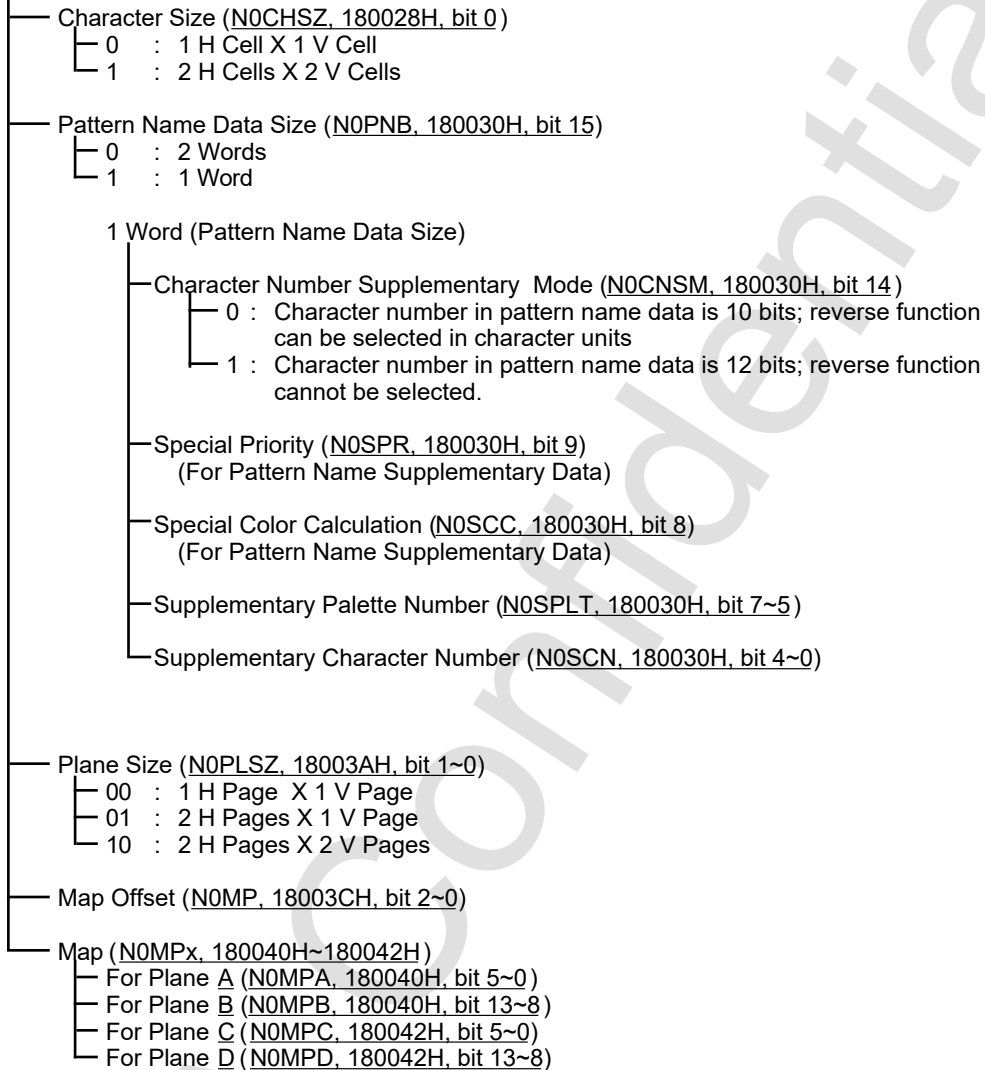 Character Size (N0CHSZ, 180028H, bit 0)
0 : 1 H Cell X 1 V Cell
1 : 2 H Cells X 2 V Cells
Pattern Name Data Size (N0PNB, 180030H, bit 15)
0 : 2 Words
1 : 1 Word
1 Word (Pattern Name Data Size)
Character Number Supplementary Mode (N0CNSM, 180030H, bit 14)
0 : Character number in pattern name data is 10 bits; reverse function
can be selected in character units
1 : Character number in pattern name data is 12 bits; reverse function
cannot be selected.
Special Priority (N0SPR, 180030H, bit 9)
(For Pattern Name Supplementary Data)
Special Color Calculation (N0SCC, 180030H, bit 8)
(For Pattern Name Supplementary Data)
Supplementary Palette Number (N0SPLT, 180030H, bit 7~5)
Supplementary Character Number (N0SCN, 180030H, bit 4~0)
Plane Size (N0PLSZ, 18003AH, bit 1~0)
00 : 1 H Page X 1 V Page
01 : 2 H Pages X 1 V Page
10 : 2 H Pages X 2 V Pages
Map Offset (N0MP, 18003CH, bit 2~0)
Map (N0MPx, 180040H~180042H)
For Plane A (N0MPA, 180040H, bit 5~0)
For Plane B (N0MPB, 180040H, bit 13~8)
For Plane C (N0MPC, 180042H, bit 5~0)
For Plane D (N0MPD, 180042H, bit 13~8)
Confidentia